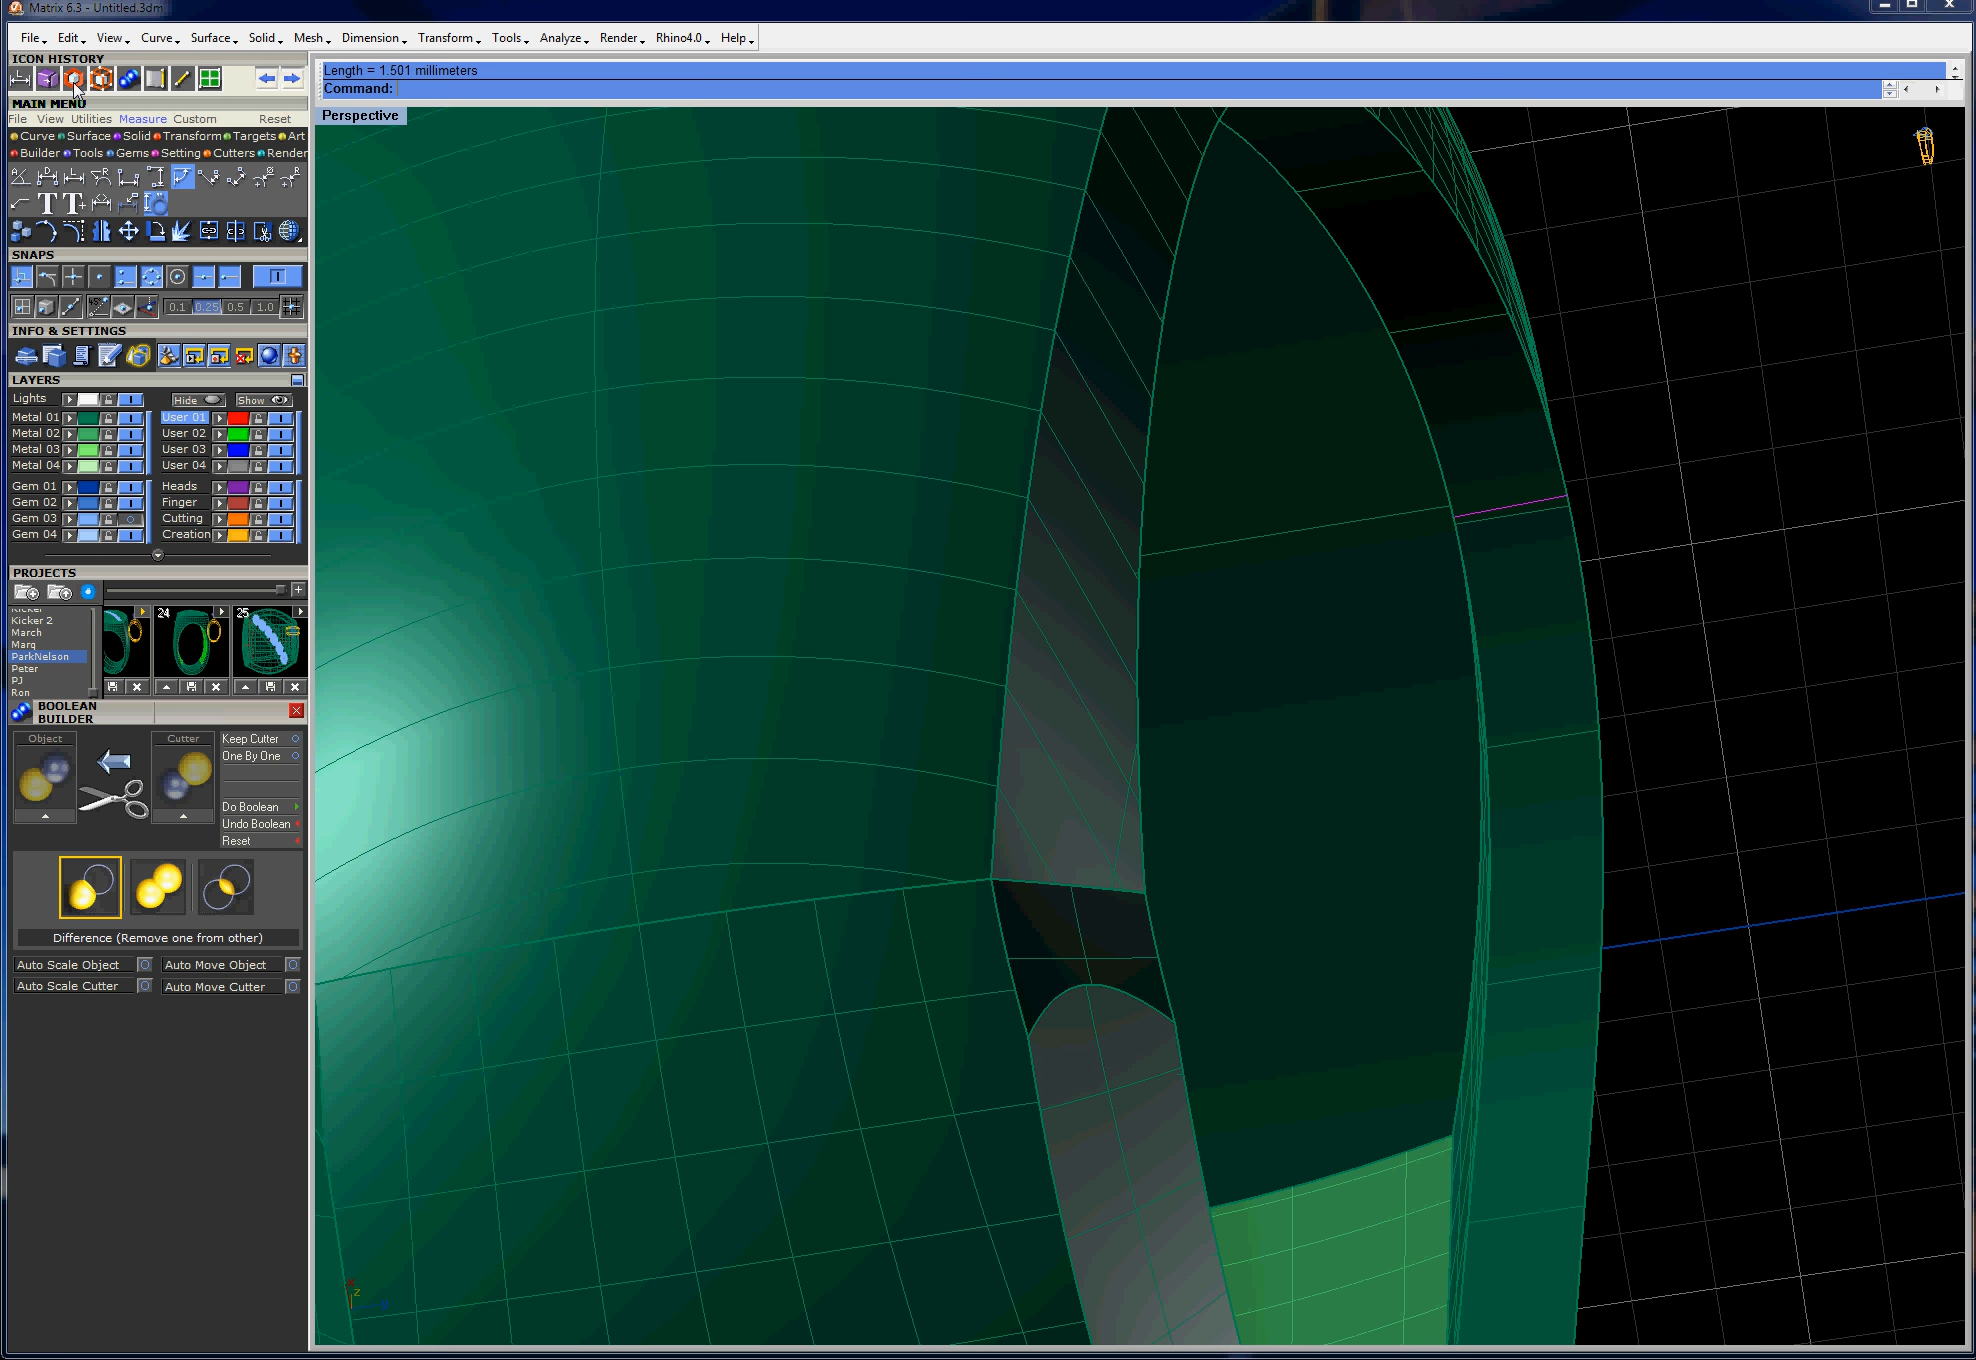 Matrix 6.3 - Untitled.3dm
File Edit View Curve Surface Solid Mesh Dimension Transform Tools Analyze Render Rhino4.0 Help
ICON HISTORY
Length = 1.501 millimeters
Command:
Perspective
MAIN MENU
File View Utilities Measure Custom Reset
Curve Surface Solid Transform Targets Art
Builder Tools Gems Setting Cutters Render
SNAPS
0.1 0.25 0.5 1.0
INFO & SETTINGS
LAYERS
Lights Hide Show
Metal 01 User 01
Metal 02 User 02
Metal 03 User 03
Metal 04 User 04
Gem 01 Heads
Gem 02 Finger
Gem 03 Cutting
Gem 04 Creation
PROJECTS
Kicker
Kicker 2
March
Marq
ParkNelson
Peter
PJ
Ron
24
25
BOOLEAN
BUILDER
Object Cutter Keep Cutter
One By One
Do Boolean
Undo Boolean
Reset
Difference (Remove one from other)
Auto Scale Object Auto Move Object
Auto Scale Cutter Auto Move Cutter
z